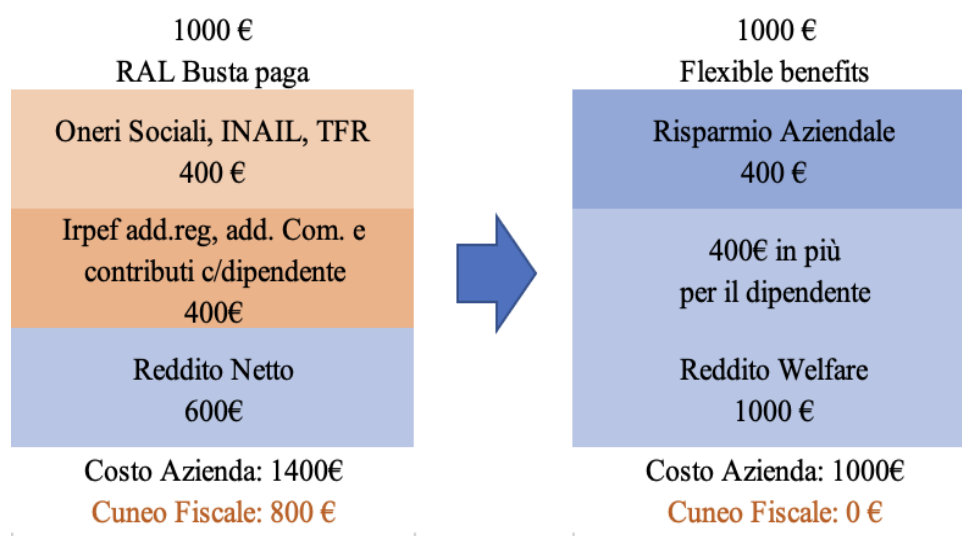 1000 €
RAL Busta paga
Oneri Sociali, INAIL, TFR
400 €
Irpef add.reg, add. Com. e
contributi c/dipendente
400€
Reddito Netto
600€
Costo Azienda: 1400€
Cuneo Fiscale: 800 €
1000 €
Flexible benefits
Risparmio Aziendale
400 €
400€ in più
per il dipendente
Reddito Welfare
1000 €
Costo Azienda: 1000€
Cuneo Fiscale: 0 €